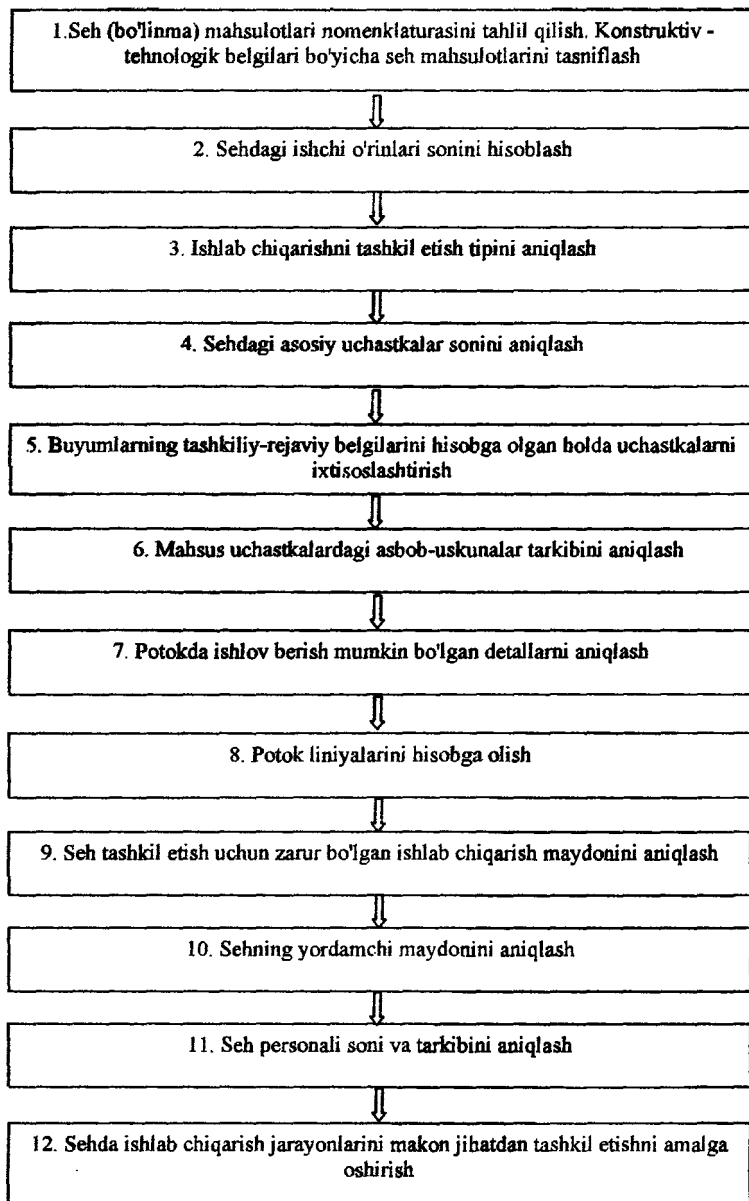 1.Seh (bo'linma) mahsulotlari nomenklaturasini tahlil qilish. Konstruktiv -
tehnologik belgilari bo'yicha seh mahsulotlarini tasniflash
2. Sehdagi ishchi o'rinlari sonini hisoblash
3. Ishlab chiqarishni tashkil etish tipini aniqlash
4. Sehdagi asosiy uchastkalar sonini aniqlash
5. Buyumlarning tashkiliy-rejaviy belgilarini hisobga olgan holda uchastkalarni
ixtisoslashtirish
6. Mahsus uchastkalardagi asbob-uskunalar tarkibini aniqlash
7. Potokda ishlov berish mumkin bo'lgan detallarni aniqlash
8. Potok liniyalarini hisobga olish
9. Seh tashkil etish uchun zarur bo'lgan ishlab chiqarish maydonini aniqlash
10. Sehning yordamchi maydonini aniqlash
11. Seh personali soni va tarkibini aniqlash
12. Sehda ishlab chiqarish jarayonlarini makon jihatdan tashkil etishni amalga
oshirish